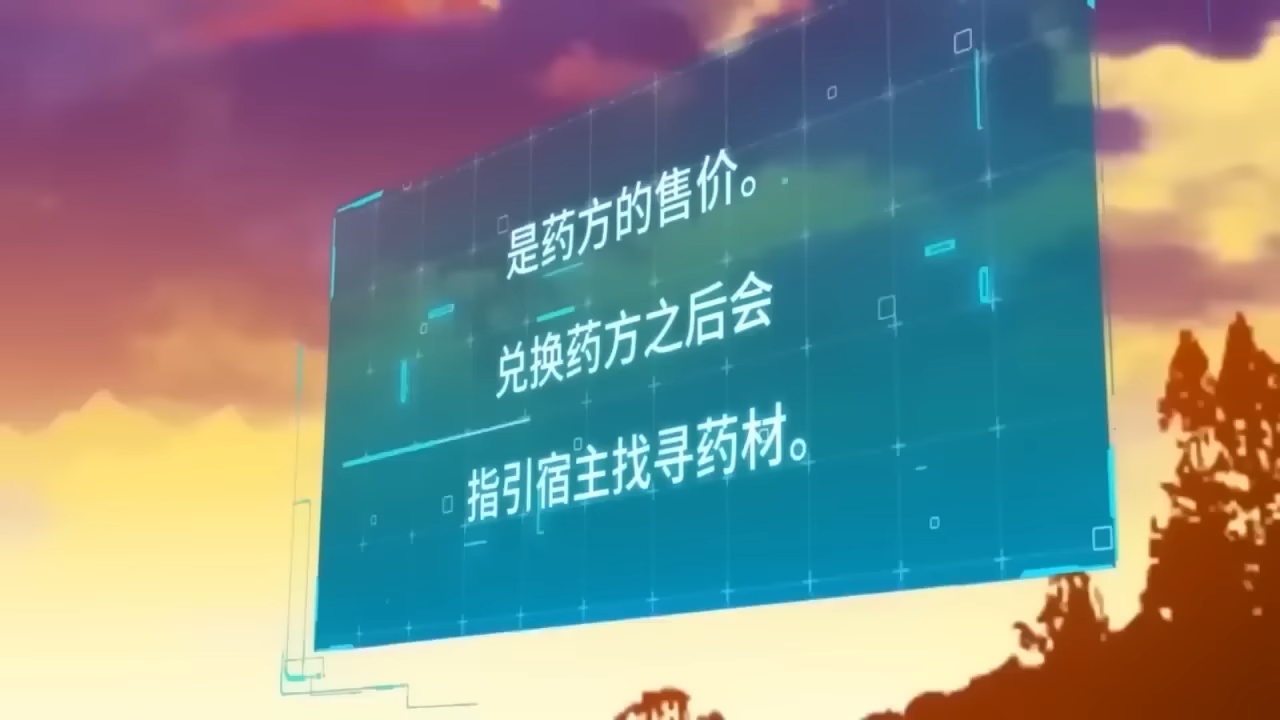 是药方的售价。
兑换药方之后会
指引宿主找寻药材。